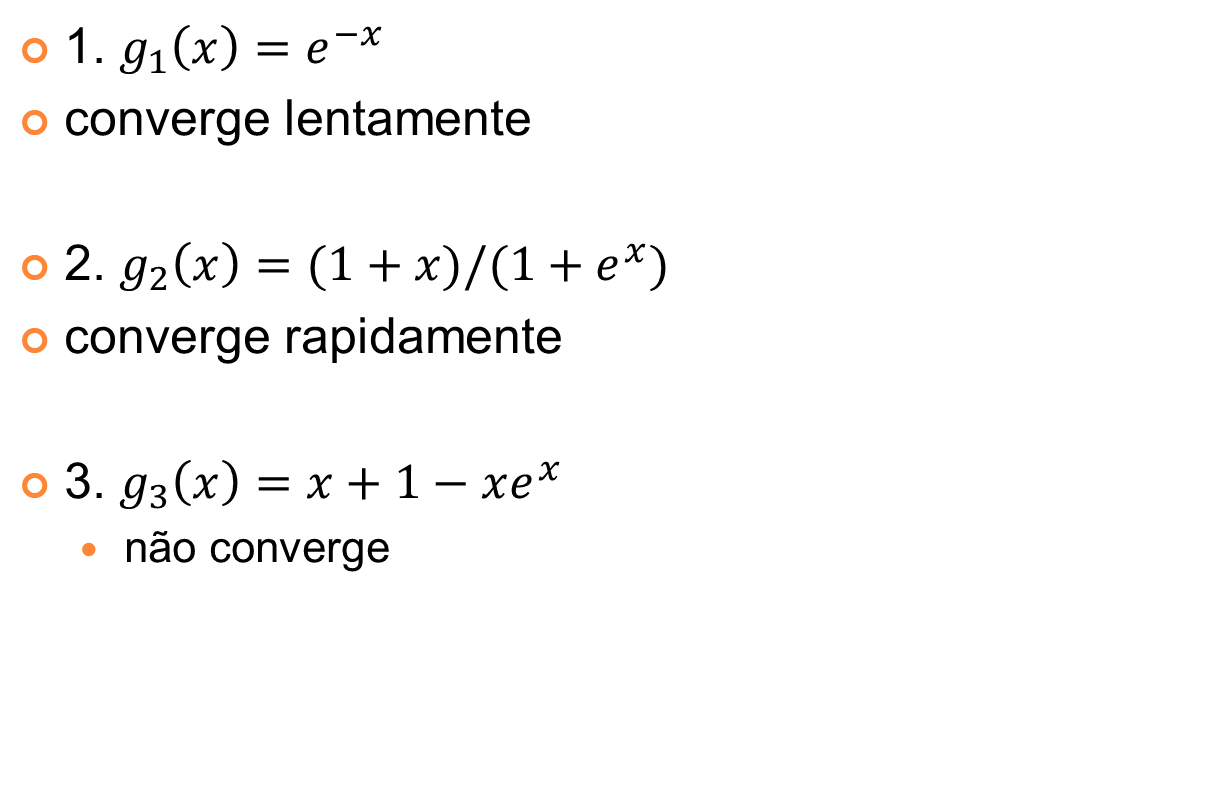 1. g₁(x) = e⁻ˣ
converge lentamente
2. g₂(x) = (1 + x)/(1 + eˣ)
converge rapidamente
3. g₃(x) = x + 1 − xeˣ
não converge